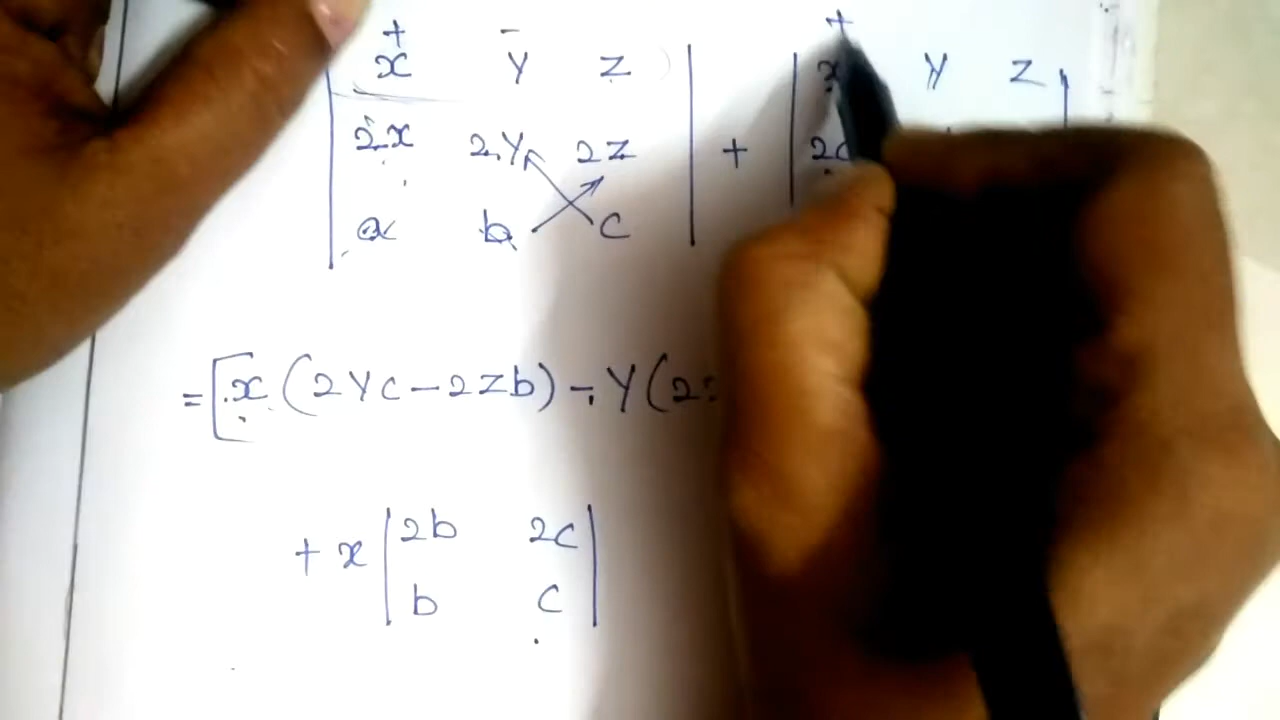 + -
x y z
2x 2y 2z
a b c
+
+
x y z
2c
= [x (2yc - 2zb) - y (2
+ x | 2b 2c |
b c